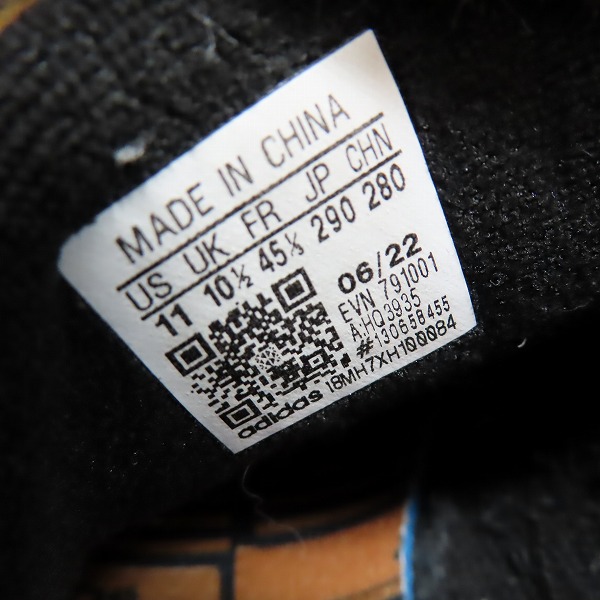 MADE IN CHINA
US UK FR JP CHN
11 10½ 45⅓ 290 280
06/22
EVN 791001
A:HQ3935
#130658455
18MH7XH100084
adidas